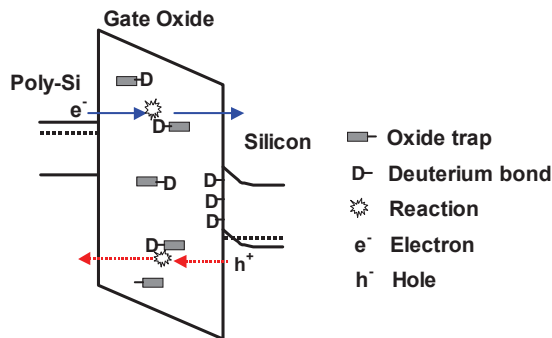 Gate Oxide
Poly-Si
e-
D
D
Silicon
D
D
D
D
D
h+
Oxide trap
D Deuterium bond
Reaction
e- Electron
h- Hole